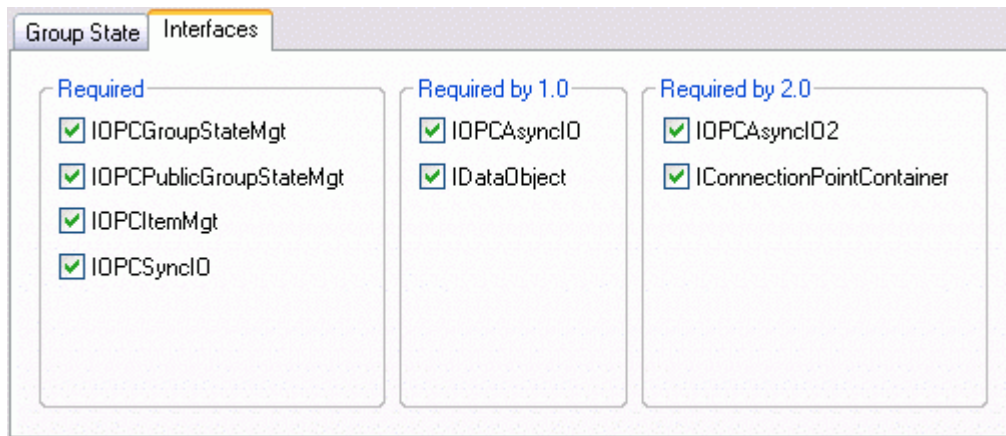 Group State
Interfaces
Required
IOPCGroupStateMgt
IOPCPublicGroupStateMgt
IOPCItemMgt
IOPCSyncIO
Required by 1.0
IOPCAsyncIO
IDataObject
Required by 2.0
IOPCAsyncIO2
IConnectionPointContainer